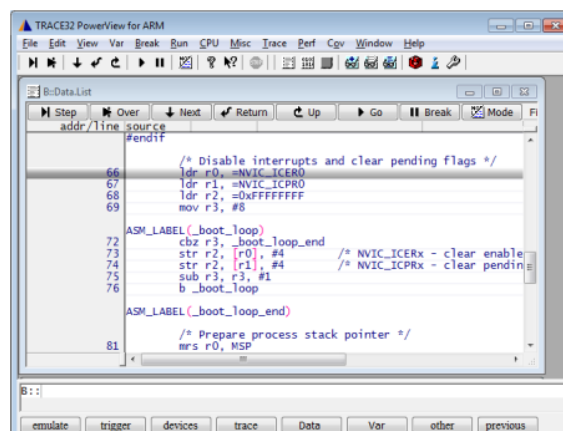 TRACE32 PowerView for ARM
File Edit View Var Break Run CPU Misc Trace Perf Cov Window Help
B::Data.List
Step Over Next Return Up Go Break Mode
addr/line source
#endif
/* Disable interrupts and clear pending flags */
66 ldr r0, =NVIC_ICER0
67 ldr r1, =NVIC_ICPR0
68 ldr r2, =0xFFFFFFFF
69 mov r3, #8
ASM_LABEL(_boot_loop)
72 cbz r3, _boot_loop_end
73 str r2, [r0], #4 /* NVIC_ICERx - clear enable
74 str r2, [r1], #4 /* NVIC_ICPRx - clear pendin
75 sub r3, r3, #1
76 b _boot_loop
ASM_LABEL(_boot_loop_end)
/* Prepare process stack pointer */
81 mrs r0, MSP
B::
emulate trigger devices trace Data Var other previous